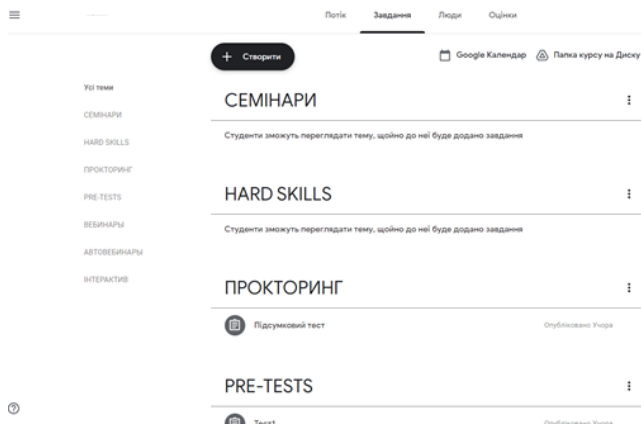 Потік Завдання Люди Оцінки
+ Створити
Google Календар Папка курсу на Диску
Усі теми
СЕМІНАРИ
HARD SKILLS
ПРОКТОРИНГ
PRE-TESTS
ВЕБИНАРЫ
АВТОВЕБИНАРЫ
ІНТЕРАКТИВ
СЕМІНАРИ
Студенти зможуть переглядати тему, щойно до неї буде додано завдання
HARD SKILLS
Студенти зможуть переглядати тему, щойно до неї буде додано завдання
ПРОКТОРИНГ
Підсумковий тест Опубліковано Учора
PRE-TESTS
Опубліковано Учора